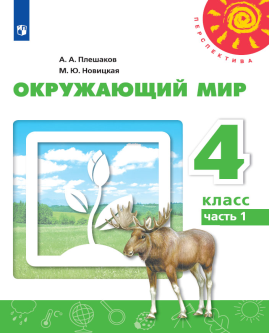 ПЕРСПЕКТИВА
А. А. Плешаков
М. Ю. Новицкая
ОКРУЖАЮЩИЙ МИР
4
класс
часть 1